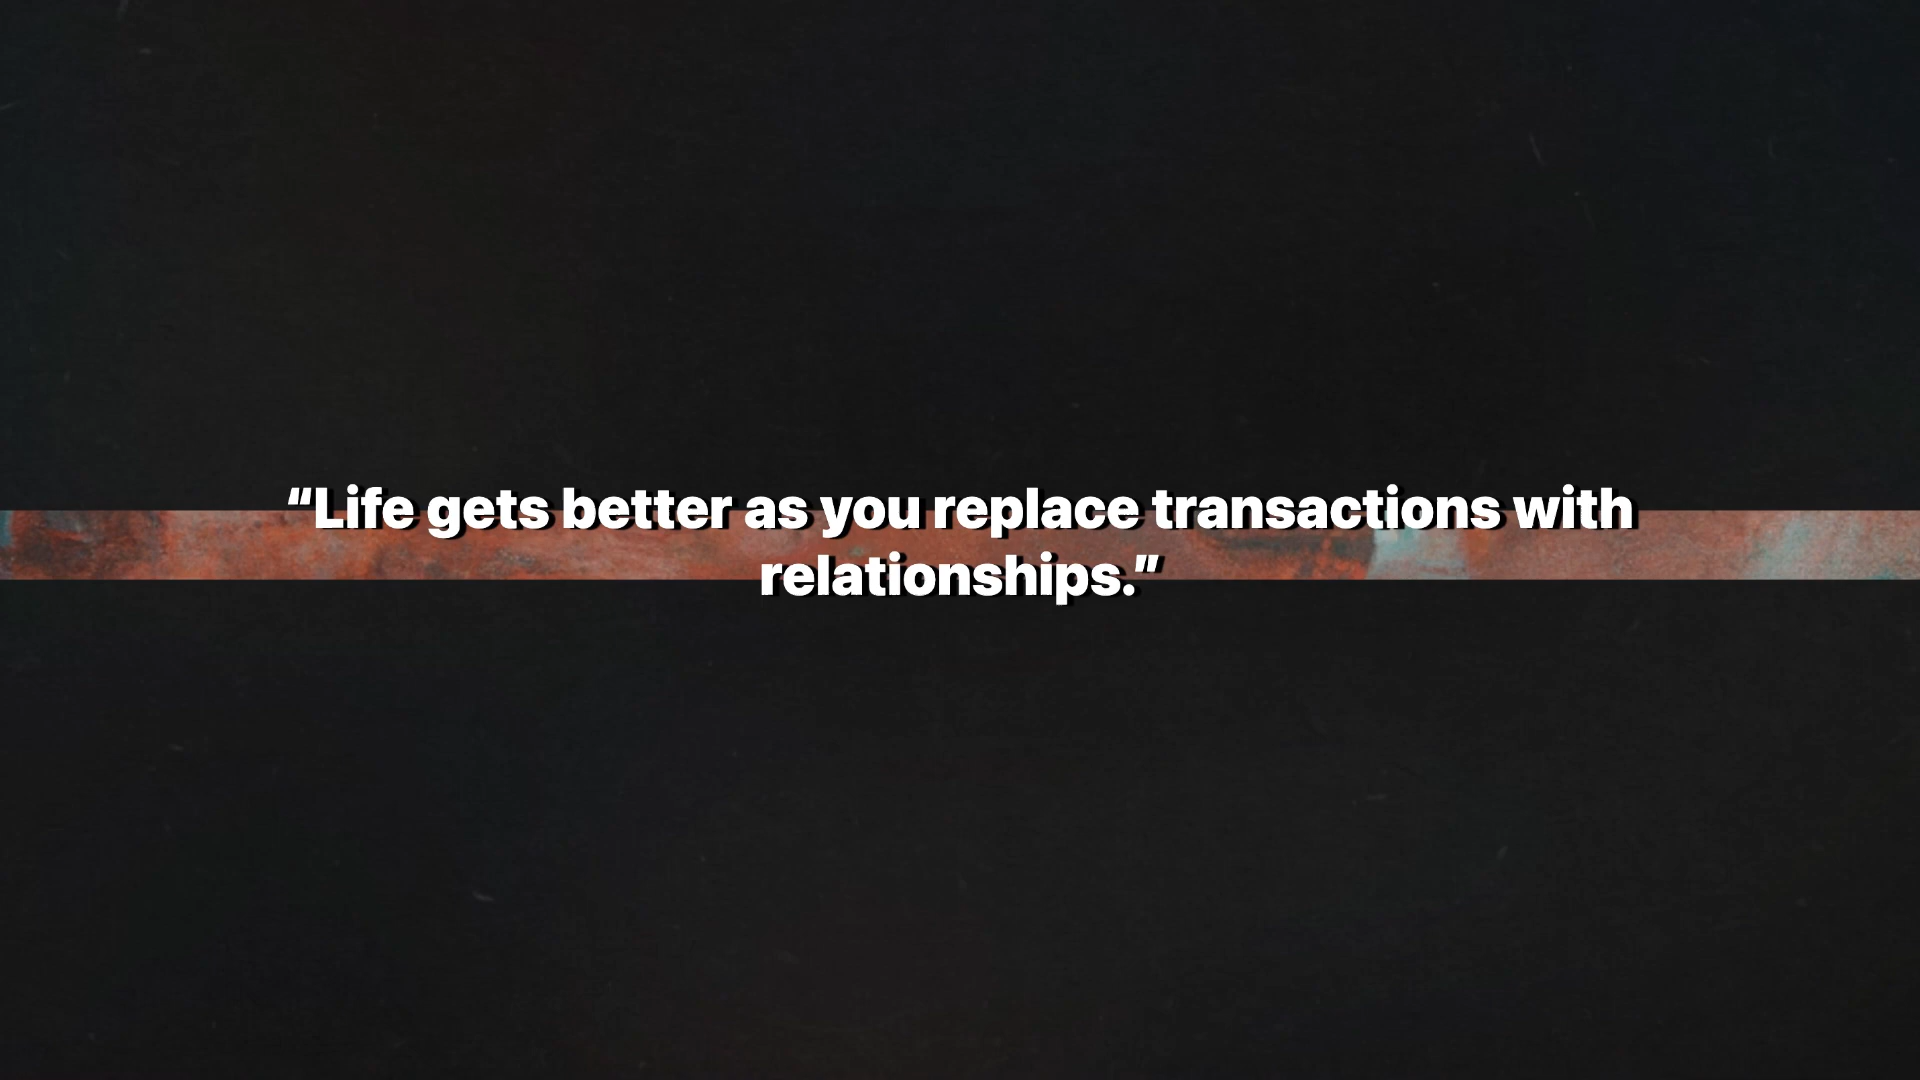 “Life gets better as you replace transactions with
relationships.”